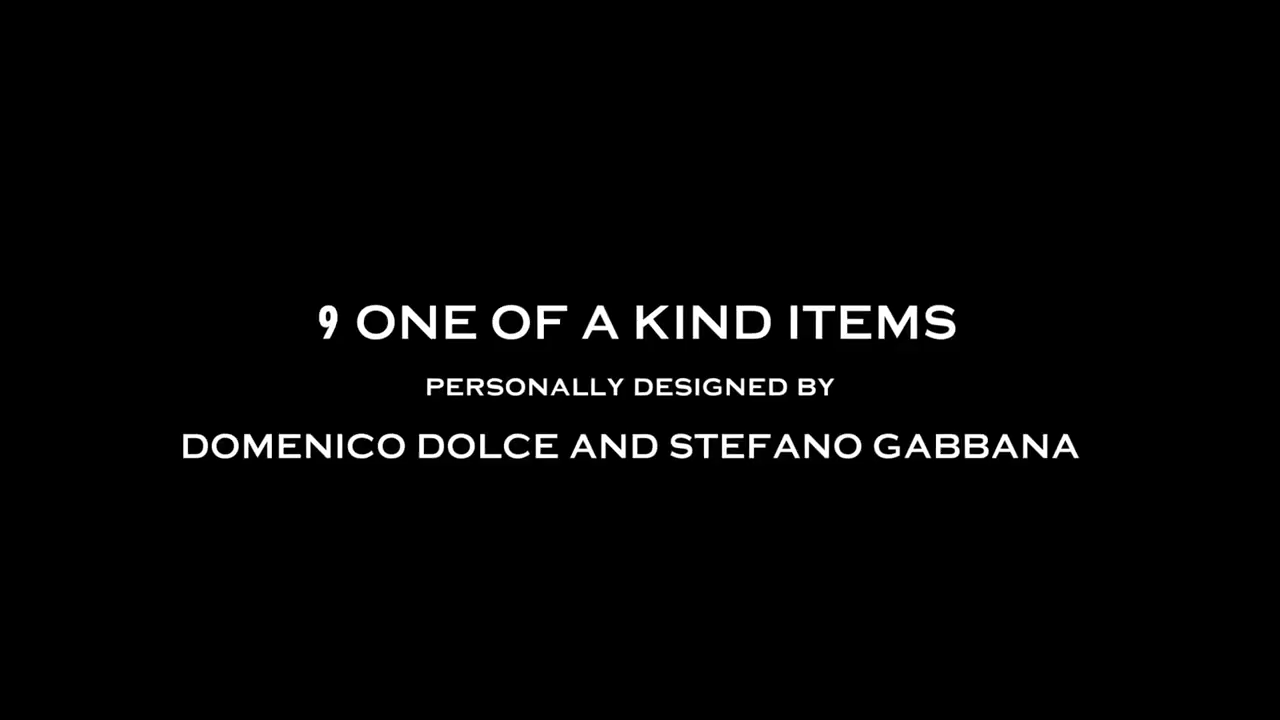 9 ONE OF A KIND ITEMS
PERSONALLY DESIGNED BY
DOMENICO DOLCE AND STEFANO GABBANA